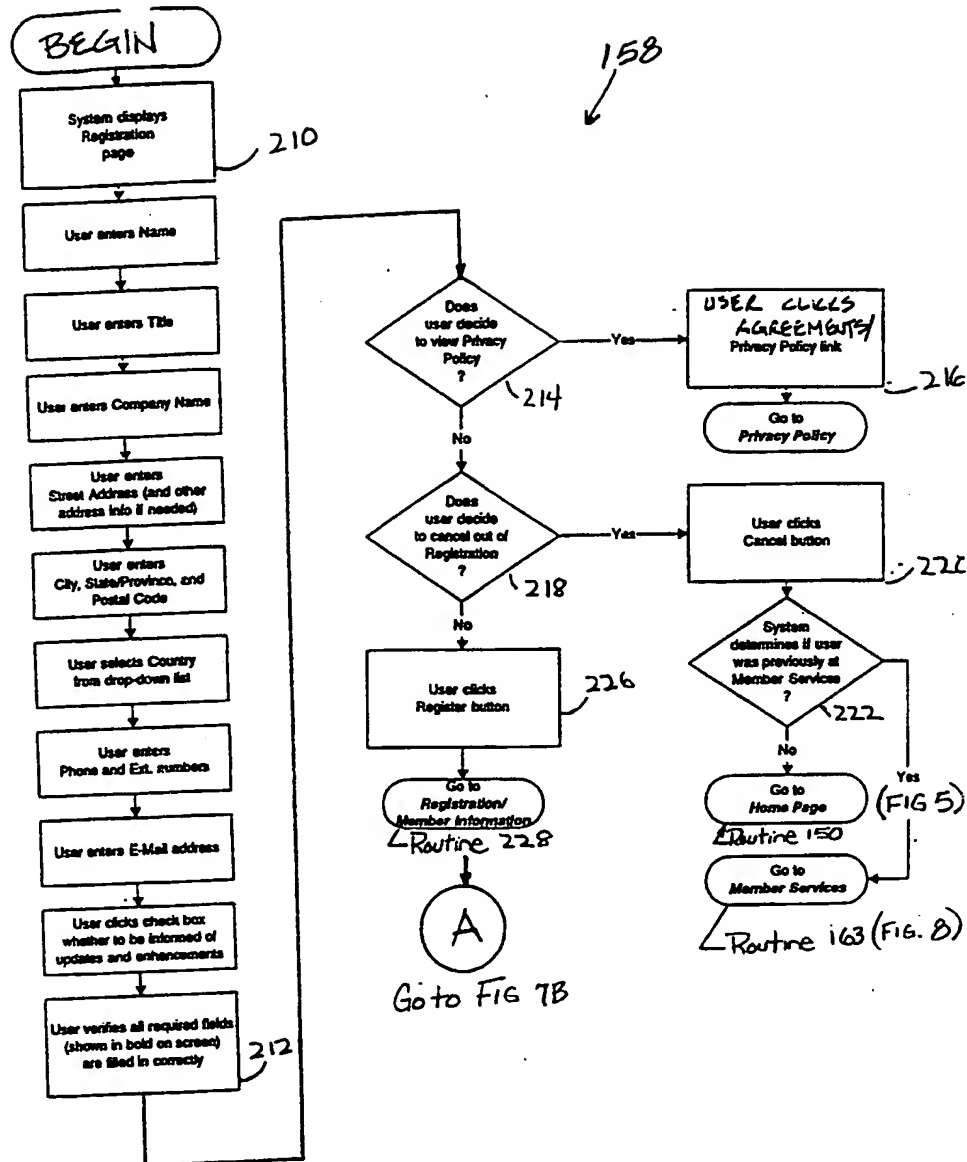 BEGIN
158
System displays
Registration
page
210
User enters Name
User enters Title
User enters Company Name
User enters
Street Address (and other
address info if needed)
User enters
City, State/Province, and
Postal Code
User selects Country
from drop-down list
User enters
Phone and Ext. numbers
User enters E-Mail address
User clicks check box
whether to be informed of
updates and enhancements
User verifies all required fields
(shown in bold on screen)
are filled in correctly
212
Does
user decide
to view Privacy
Policy
?
214
Yes
USER CLICKS
AGREEMENTS/
Privacy Policy link
216
Go to
Privacy Policy
No
Does
user decide
to cancel out of
Registration
?
218
Yes
User clicks
Cancel button
220
System
determines if user
was previously at
Member Services
?
222
No
Go to
Home Page
Routine 150
Yes
(FIG 5)
Go to
Member Services
Routine 163 (FIG. 8)
No
User clicks
Register button
226
Go to
Registration/
Member Information
Routine 228
A
Go to FIG 7B